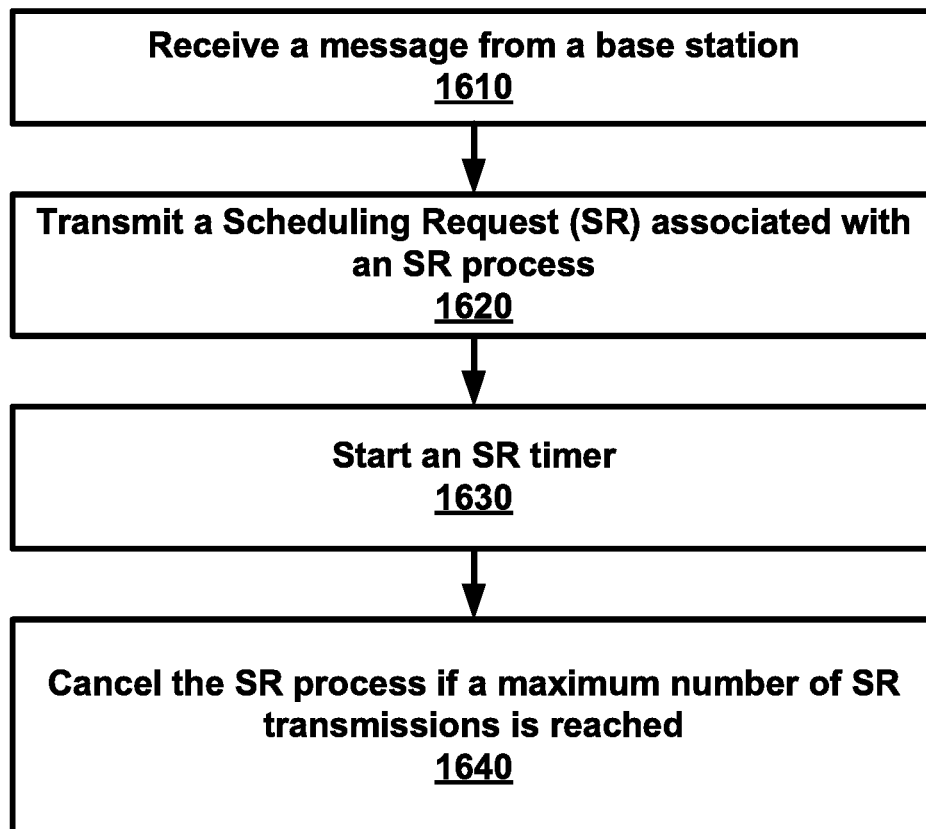 Receive a message from a base station
1610
Transmit a Scheduling Request (SR) associated with
an SR process
1620
Start an SR timer
1630
Cancel the SR process if a maximum number of SR
transmissions is reached
1640